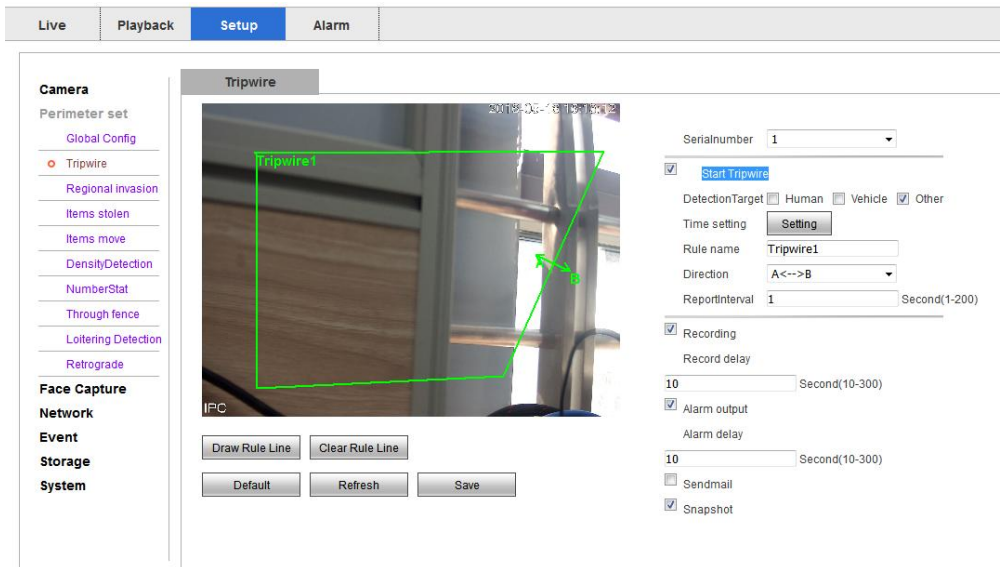 Live
Playback
Setup
Alarm
Camera
Perimeter set
Global Config
Tripwire
Regional invasion
Items stolen
Items move
DensityDetection
NumberStat
Through fence
Loitering Detection
Retrograde
Face Capture
Network
Event
Storage
System
Tripwire
Tripwire1
A
B
IPC
Draw Rule Line
Clear Rule Line
Default
Refresh
Save
Serialnumber 1
Start Tripwire
DetectionTarget Human Vehicle Other
Time setting Setting
Rule name Tripwire1
Direction A<-->B
ReportInterval 1 Second(1-200)
Recording
Record delay
10 Second(10-300)
Alarm output
Alarm delay
10 Second(10-300)
Sendmail
Snapshot